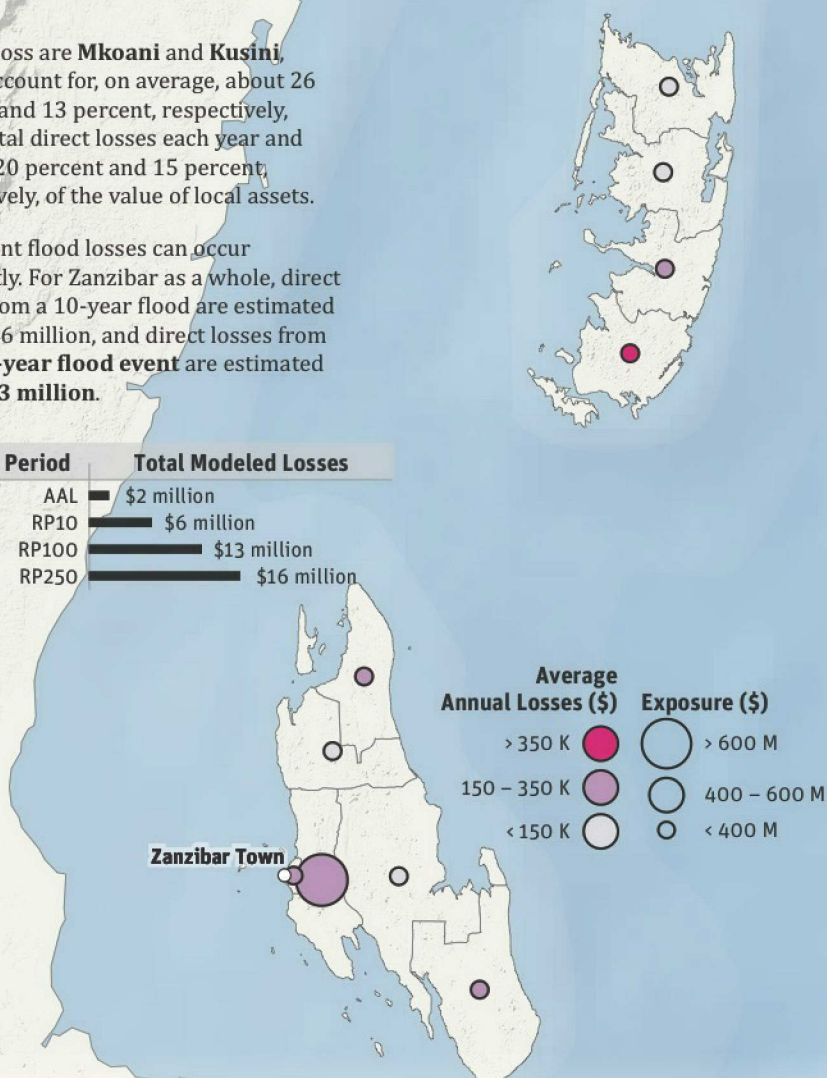 oss are Mkoani and Kusini,
ccount for, on average, about 26
and 13 percent, respectively,
tal direct losses each year and
20 percent and 15 percent,
vely, of the value of local assets.
nt flood losses can occur
tly. For Zanzibar as a whole, direct
om a 10-year flood are estimated
6 million, and direct losses from
-year flood event are estimated
3 million.
Period Total Modeled Losses
AAL $2 million
RP10 $6 million
RP100 $13 million
RP250 $16 million
Average
Annual Losses ($) Exposure ($)
> 350 K > 600 M
150 – 350 K 400 – 600 M
< 150 K < 400 M
Zanzibar Town